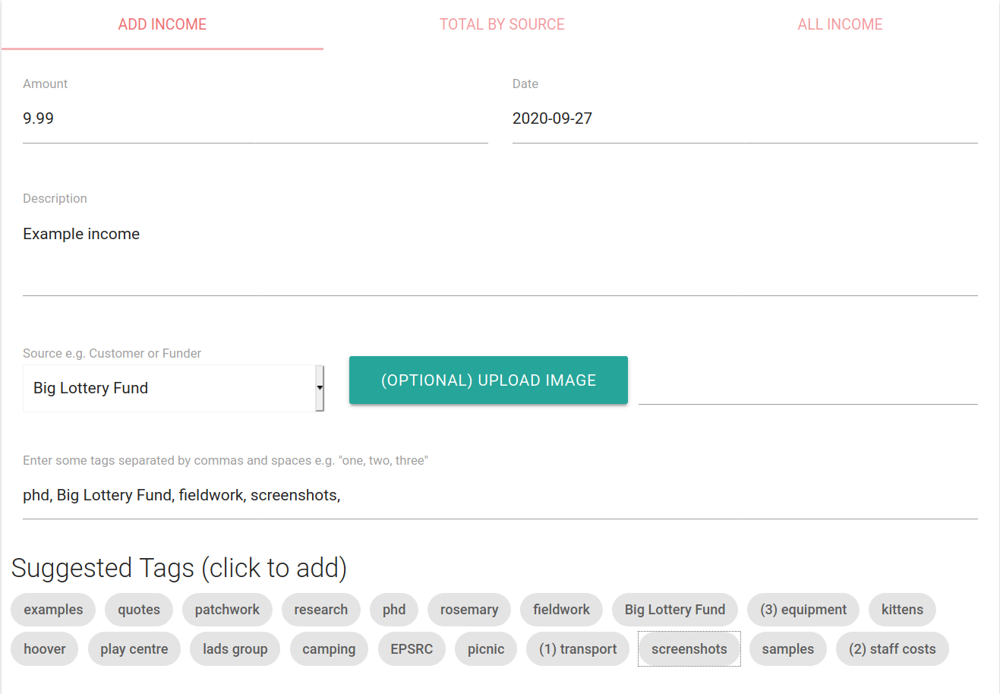 ADD INCOME TOTAL BY SOURCE ALL INCOME
Amount Date
9.99 2020-09-27
Description
Example income
Source e.g. Customer or Funder
Big Lottery Fund (OPTIONAL) UPLOAD IMAGE
Enter some tags separated by commas and spaces e.g. "one, two, three"
phd, Big Lottery Fund, fieldwork, screenshots,
Suggested Tags (click to add)
examples quotes patchwork research phd rosemary fieldwork Big Lottery Fund (3) equipment kittens
hoover play centre lads group camping EPSRC picnic (1) transport screenshots samples (2) staff costs